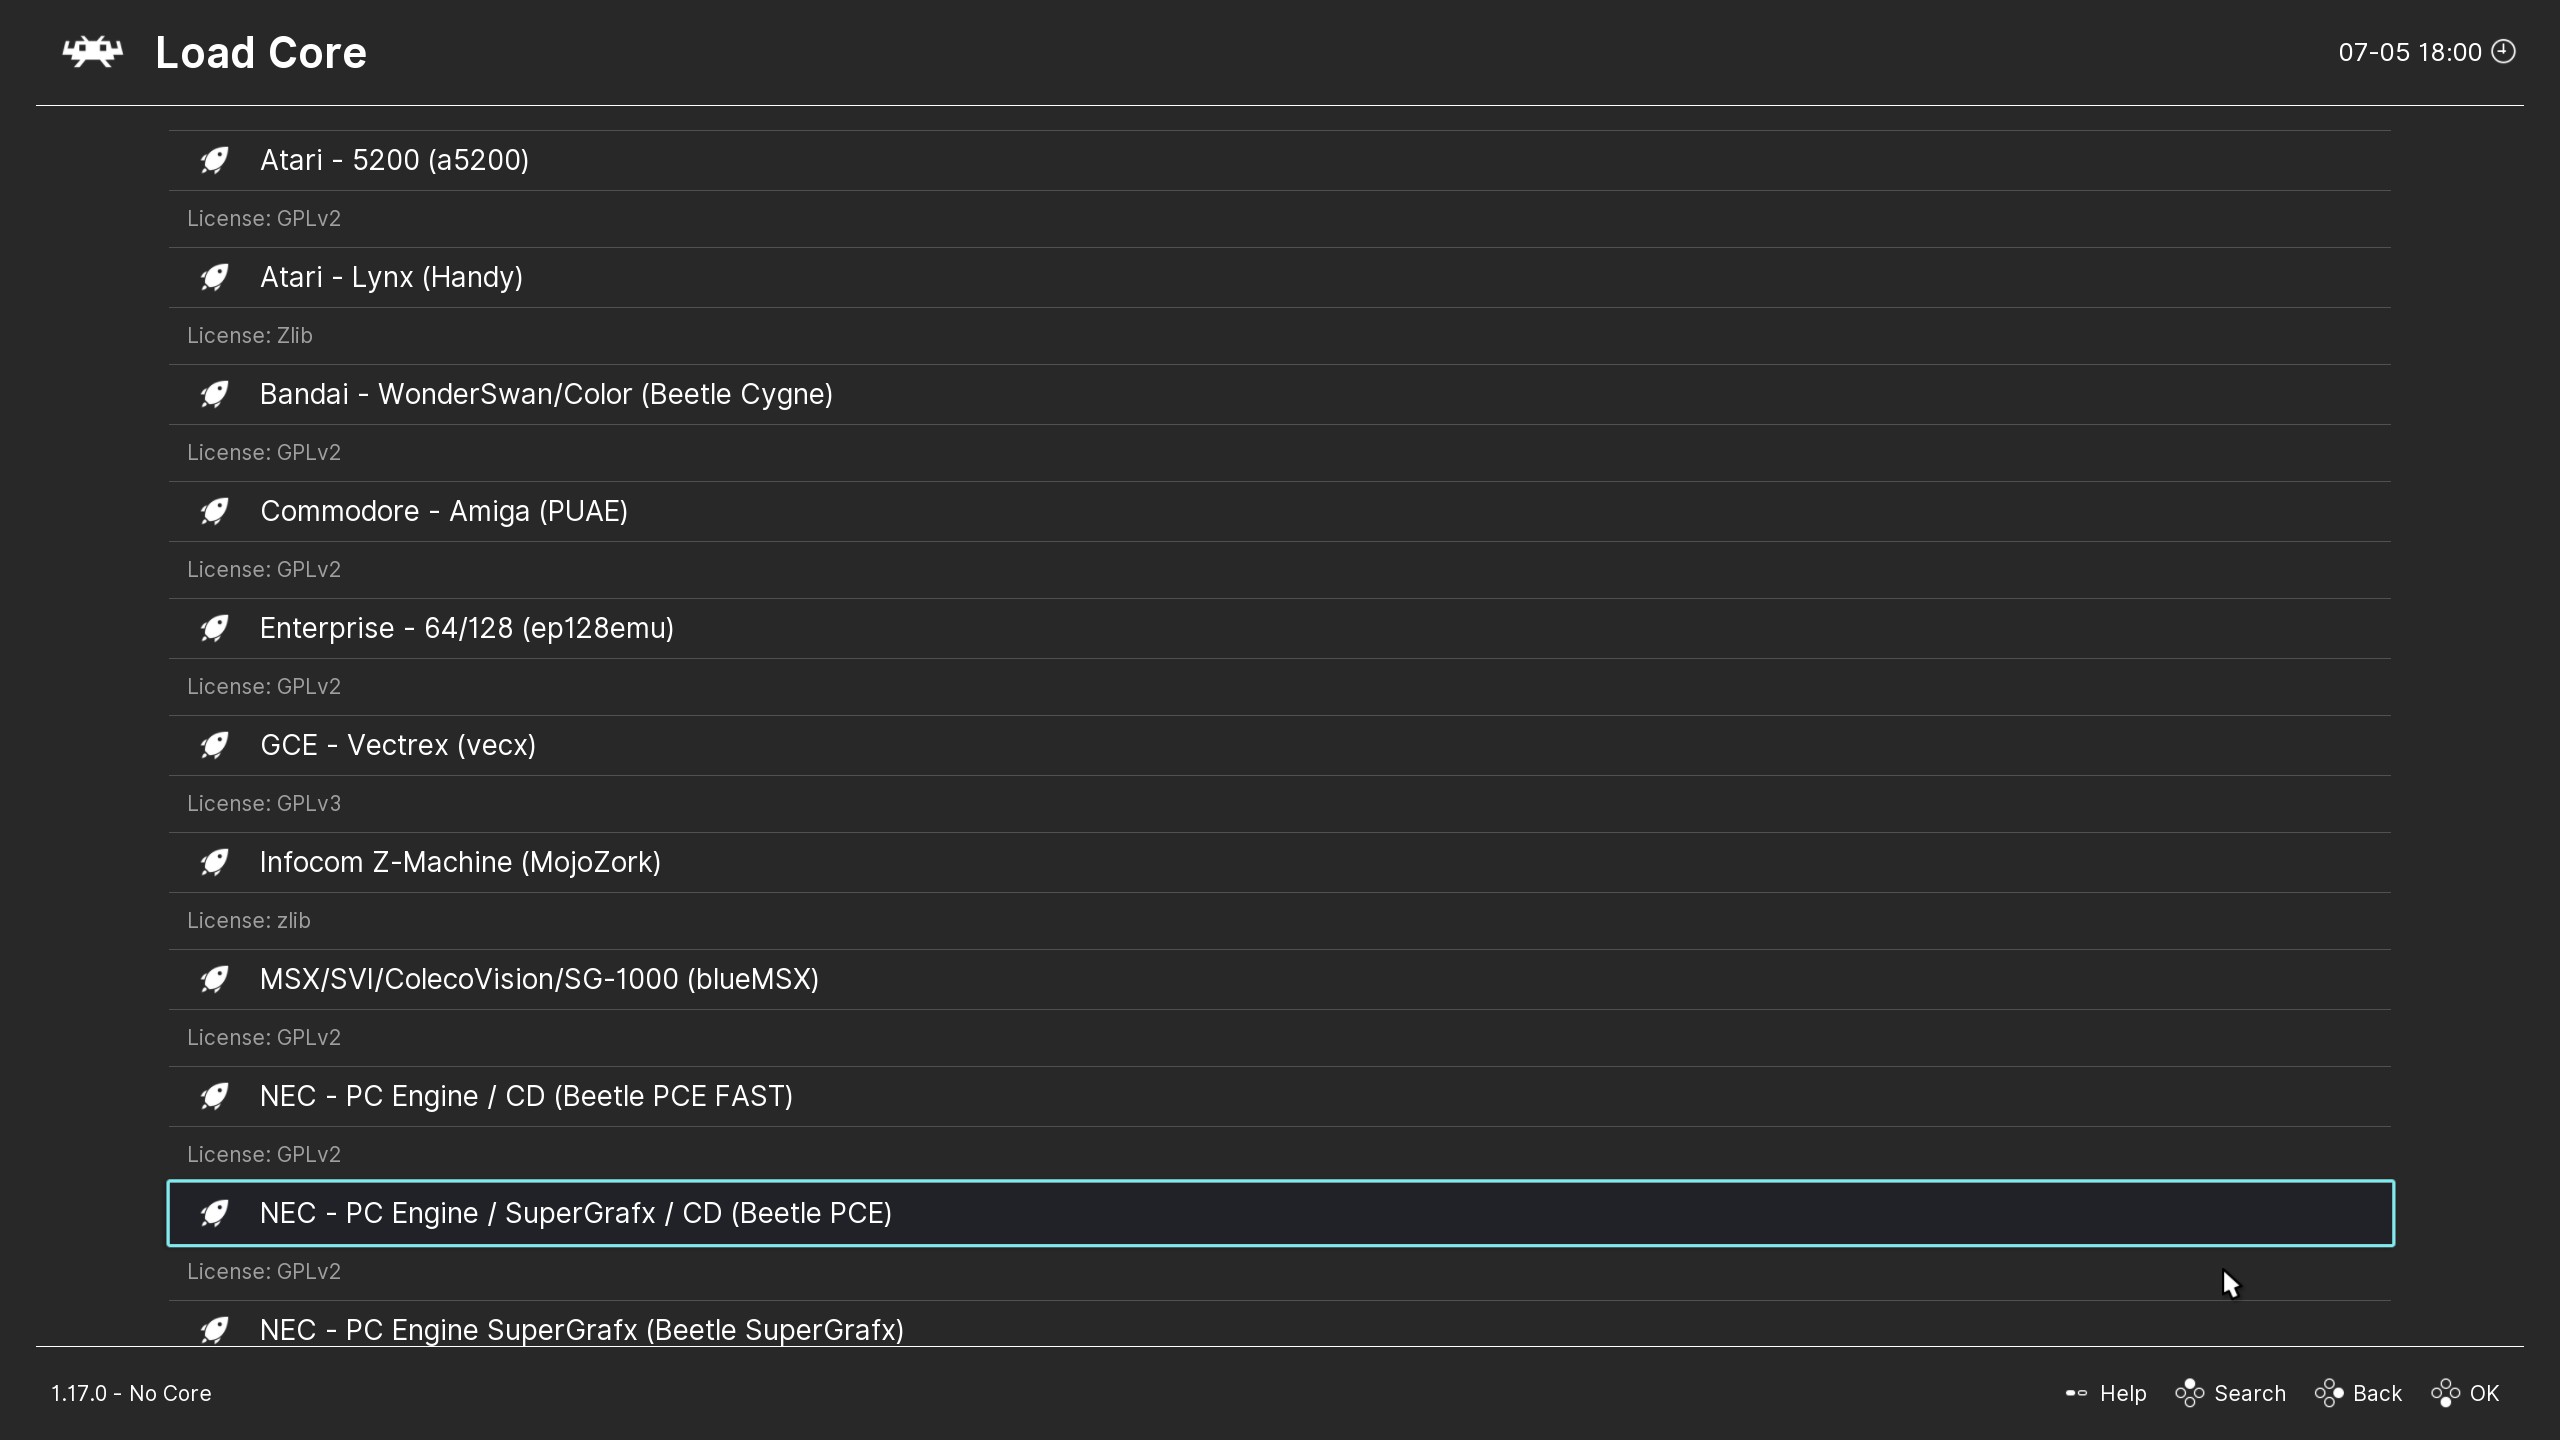 Load Core
07-05 18:00
Atari - 5200 (a5200)
License: GPLv2
Atari - Lynx (Handy)
License: Zlib
Bandai - WonderSwan/Color (Beetle Cygne)
License: GPLv2
Commodore - Amiga (PUAE)
License: GPLv2
Enterprise - 64/128 (ep128emu)
License: GPLv2
GCE - Vectrex (vecx)
License: GPLv3
Infocom Z-Machine (MojoZork)
License: zlib
MSX/SVI/ColecoVision/SG-1000 (blueMSX)
License: GPLv2
NEC - PC Engine / CD (Beetle PCE FAST)
License: GPLv2
NEC - PC Engine / SuperGrafx / CD (Beetle PCE)
License: GPLv2
NEC - PC Engine SuperGrafx (Beetle SuperGrafx)
1.17.0 - No Core
Help Search Back OK